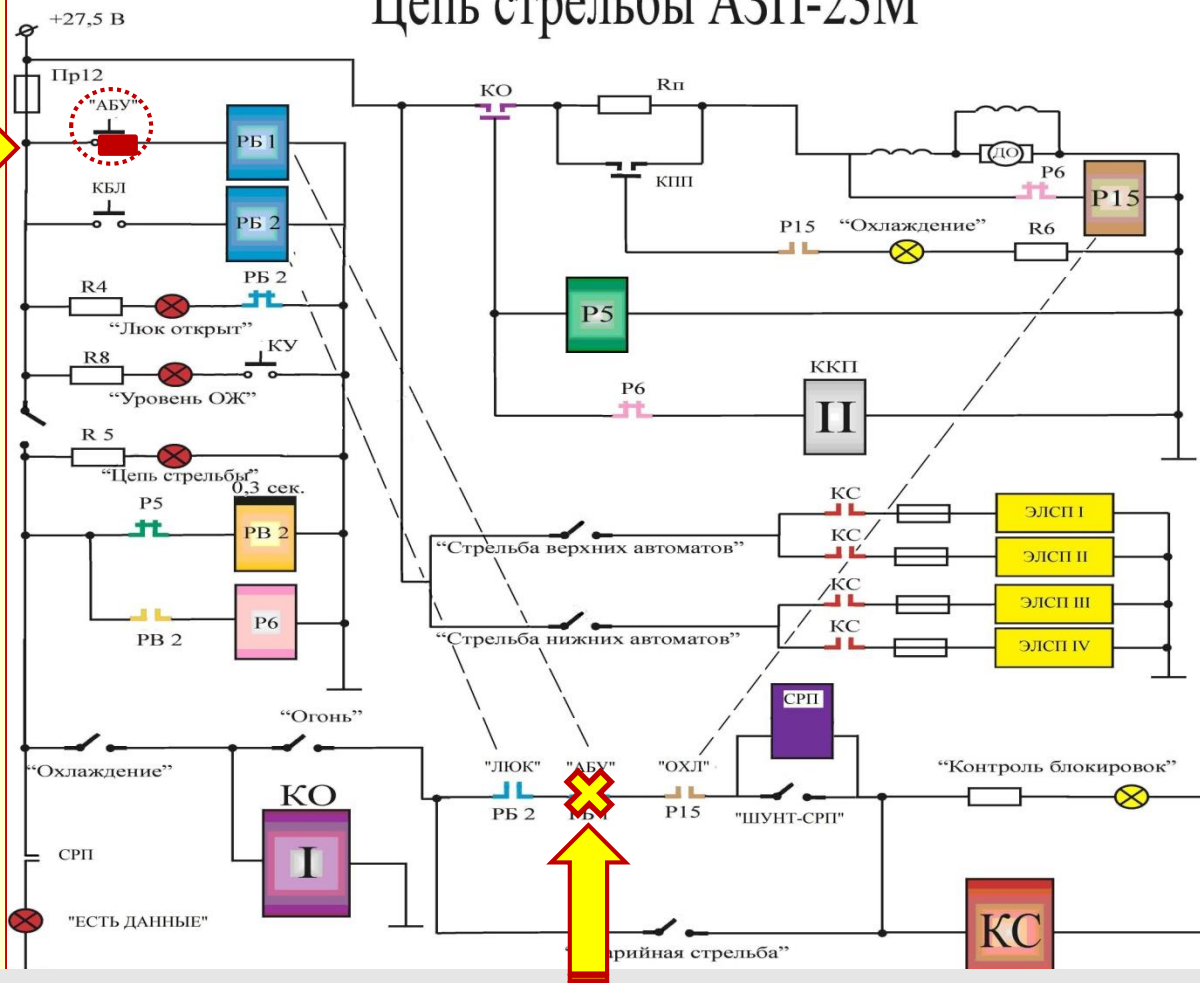 Цепь стрельбы АЗП-23М
+27,5 В
Пр12
"АБУ"
РБ 1
КБЛ
РБ 2
R4
РБ 2
“Люк открыт”
R8
КУ
“Уровень ОЖ”
R 5
“Цепь стрельбы”
0,3 сек.
Р5
РВ 2
РВ 2
Р6
КО
Rп
КПП
ДО
Р6
Р15
Р15
“Охлаждение”
R6
Р5
ККП
Р6
II
“Стрельба верхних автоматов”
КС
ЭЛСП I
КС
ЭЛСП II
“Стрельба нижних автоматов”
КС
ЭЛСП III
КС
ЭЛСП IV
“Охлаждение”
“Огонь”
КО
I
СРП
"ЕСТЬ ДАННЫЕ"
"ЛЮК"
РБ 2
"АБУ"
"ОХЛ"
Р15
СРП
"ШУНТ-СРП"
“Контроль блокировок”
стрельба”
КС